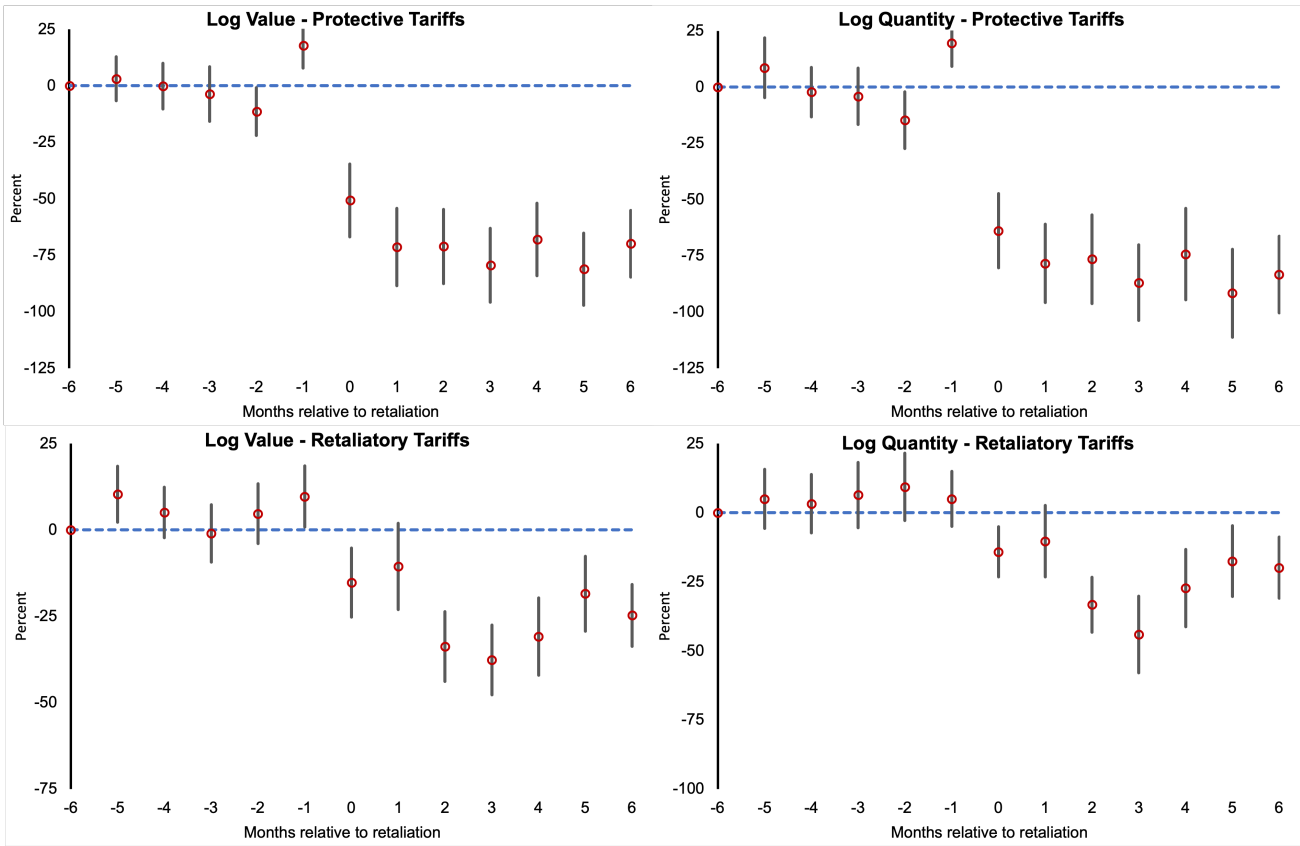 Log Value - Protective Tariffs
25
0
-25
-50
-75
-100
-125
Percent
-6 -5 -4 -3 -2 -1 0 1 2 3 4 5 6
Months relative to retaliation
Log Quantity - Protective Tariffs
25
0
-25
-50
-75
-100
-125
Percent
-6 -5 -4 -3 -2 -1 0 1 2 3 4 5 6
Months relative to retaliation
Log Value - Retaliatory Tariffs
25
0
-25
-50
-75
Percent
-6 -5 -4 -3 -2 -1 0 1 2 3 4 5 6
Months relative to retaliation
Log Quantity - Retaliatory Tariffs
25
0
-25
-50
-75
-100
Percent
-6 -5 -4 -3 -2 -1 0 1 2 3 4 5 6
Months relative to retaliation